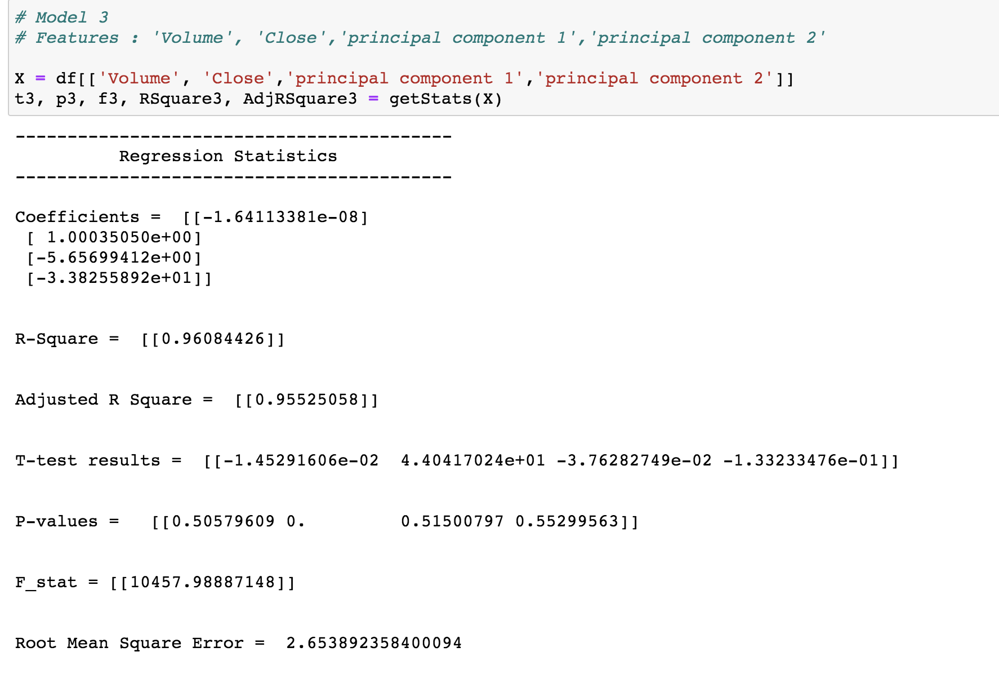 # Model 3
# Features : 'Volume', 'Close','principal component 1','principal component 2'
X = df[['Volume', 'Close','principal component 1','principal component 2']]
t3, p3, f3, RSquare3, AdjRSquare3 = getStats(X)
------------------------------------------
Regression Statistics
------------------------------------------
Coefficients =  [[-1.64113381e-08]
[ 1.00035050e+00]
[-5.65699412e+00]
[-3.38255892e+01]]
R-Square =  [[0.96084426]]
Adjusted R Square =  [[0.95525058]]
T-test results =  [[-1.45291606e-02  4.40417024e+01 -3.76282749e-02 -1.33233476e-01]]
P-values =   [[0.50579609 0.         0.51500797 0.55299563]]
F_stat = [[10457.98887148]]
Root Mean Square Error =  2.653892358400094